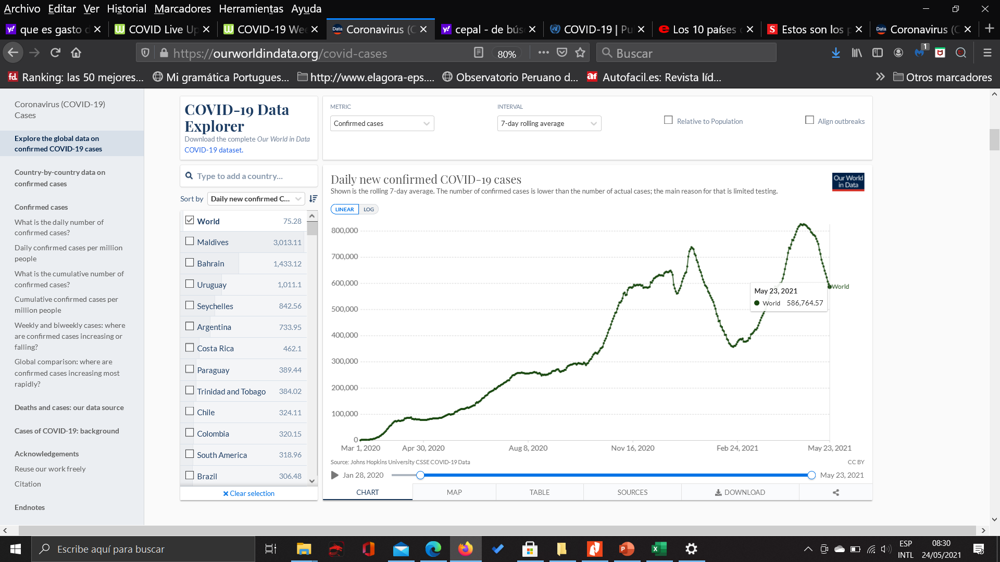 Archivo Editar Ver Historial Marcadores Herramientas Ayuda
que es gasto d
COVID Live Up
COVID-19 Wee
Coronavirus (C
cepal - de bús
COVID-19 | Pu
Los 10 países
Estos son los p
Coronavirus (C
https://ourworldindata.org/covid-cases
80%
Buscar
1
Ranking: las 50 mejores...
Mi gramática Portugues...
http://www.elagora-eps....
Observatorio Peruano d...
Autofacil.es: Revista líd...
Otros marcadores
Coronavirus (COVID-19)
Cases
Explore the global data on
confirmed COVID-19 cases
Country-by-country data on
confirmed cases
Confirmed cases
What is the daily number of
confirmed cases?
Daily confirmed cases per million
people
What is the cumulative number of
confirmed cases?
Cumulative confirmed cases per
million people
Weekly and biweekly cases: where
are confirmed cases increasing or
falling?
Global comparison: where are
confirmed cases increasing most
rapidly?
Deaths and cases: our data source
Cases of COVID-19: background
Acknowledgements
Reuse our work freely
Citation
Endnotes
COVID-19 Data
Explorer
Download the complete Our World in Data
COVID-19 dataset.
METRIC
Confirmed cases
INTERVAL
7-day rolling average
Relative to Population
Align outbreaks
Type to add a country...
Sort by Daily new confirmed C...
World 75.28
Maldives 3,013.11
Bahrain 1,433.12
Uruguay 1,011.1
Seychelles 842.56
Argentina 733.95
Costa Rica 462.1
Paraguay 389.44
Trinidad and Tobago 384.02
Chile 324.11
Colombia 320.15
South America 318.96
Brazil 306.48
Clear selection
Daily new confirmed COVID-19 cases
Shown is the rolling 7-day average. The number of confirmed cases is lower than the number of actual cases; the main reason for that is limited testing.
Our World
in Data
LINEAR LOG
800,000
700,000
600,000
500,000
400,000
300,000
200,000
100,000
0
World
May 23, 2021
World 586,764.57
Mar 1, 2020 Apr 30, 2020 Aug 8, 2020 Nov 16, 2020 Feb 24, 2021 May 23, 2021
Source: Johns Hopkins University CSSE COVID-19 Data
CC BY
Jan 28, 2020 May 23, 2021
CHART MAP TABLE SOURCES DOWNLOAD
Escribe aquí para buscar
ESP
INTL
08:30
24/05/2021